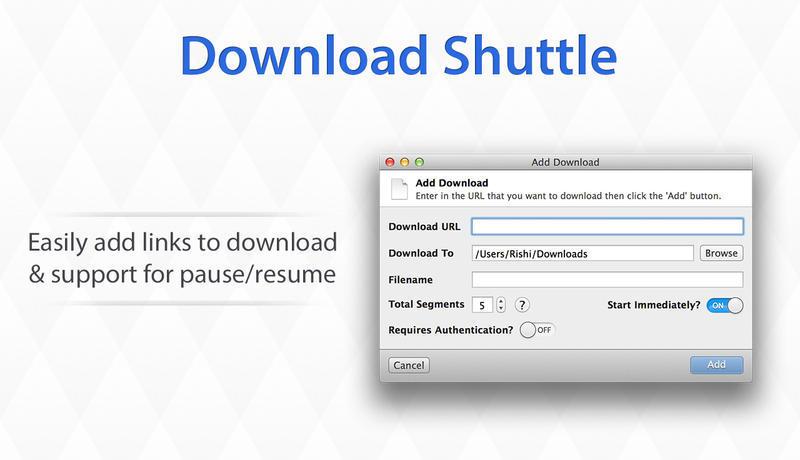 Download Shuttle
Easily add links to download
& support for pause/resume
Add Download
Add Download
Enter in the URL that you want to download then click the 'Add' button.
Download URL
Download To /Users/Rishi/Downloads Browse
Filename
Total Segments 5 ? Start Immediately? ON
Requires Authentication? OFF
Cancel Add